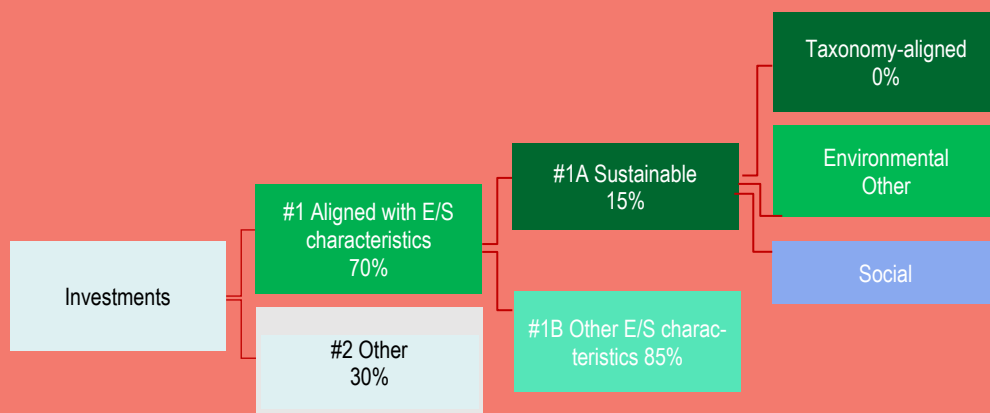 Investments
#1 Aligned with E/S
characteristics
70%
#2 Other
30%
#1A Sustainable
15%
#1B Other E/S charac-
teristics 85%
Taxonomy-aligned
0%
Environmental
Other
Social